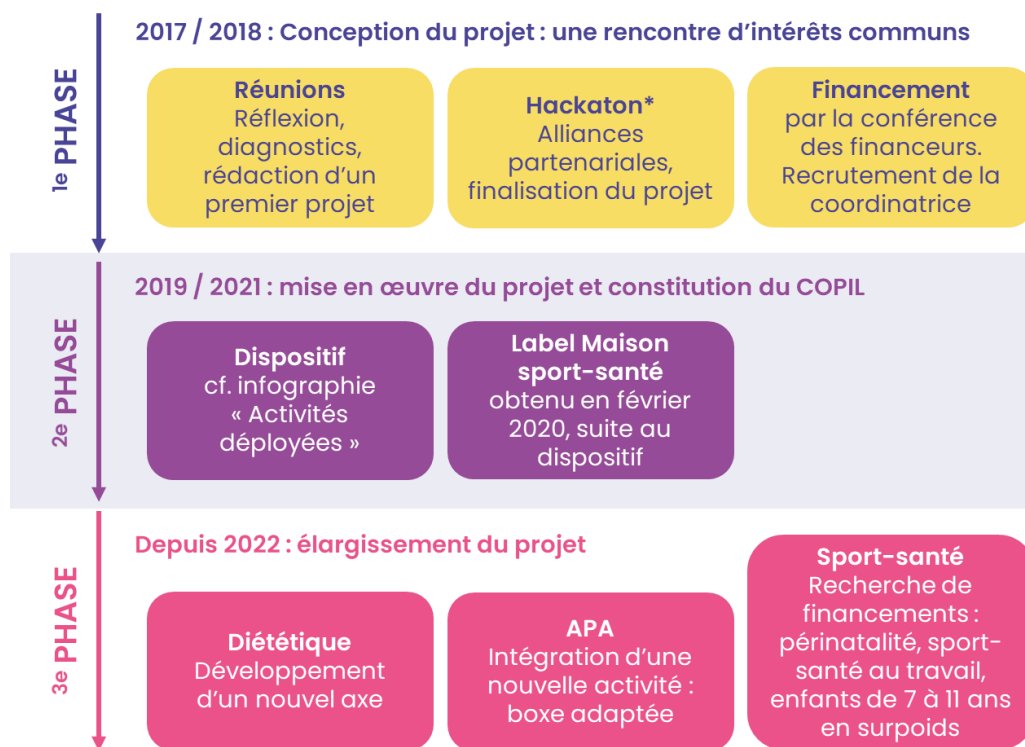 1e PHASE
2017 / 2018 : Conception du projet : une rencontre d’intérêts communs
Réunions
Réflexion,
diagnostics,
rédaction d’un
premier projet
Hackaton*
Alliances
partenariales,
finalisation du projet
Financement
par la conférence
des financeurs.
Recrutement de la
coordinatrice
2e PHASE
2019 / 2021 : mise en œuvre du projet et constitution du COPIL
Dispositif
cf. infographie
« Activités
déployées »
Label Maison
sport-santé
obtenu en février
2020, suite au
dispositif
3e PHASE
Depuis 2022 : élargissement du projet
Diététique
Développement
d’un nouvel axe
APA
Intégration d’une
nouvelle activité :
boxe adaptée
Sport-santé
Recherche de
financements :
périnatalité, sport-
santé au travail,
enfants de 7 à 11 ans
en surpoids